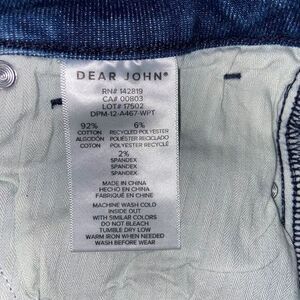 DEAR JOHN®
RN# 142819
CA# 00803
LOT# 17502
DPM-12-A467-WPT
92% 6%
COTTON RECYCLED POLYESTER
ALGODÓN POLIÉSTER RECICLADO
COTON POLYESTER RECYCLÉ
2%
SPANDEX
SPANDEX
SPANDEX
MADE IN CHINA
HECHO EN CHINA
FABRIQUÉ EN CHINE
MACHINE WASH COLD
INSIDE OUT
WITH SIMILAR COLORS
DO NOT BLEACH
TUMBLE DRY LOW
WARM IRON WHEN NEEDED
WASH BEFORE WEAR